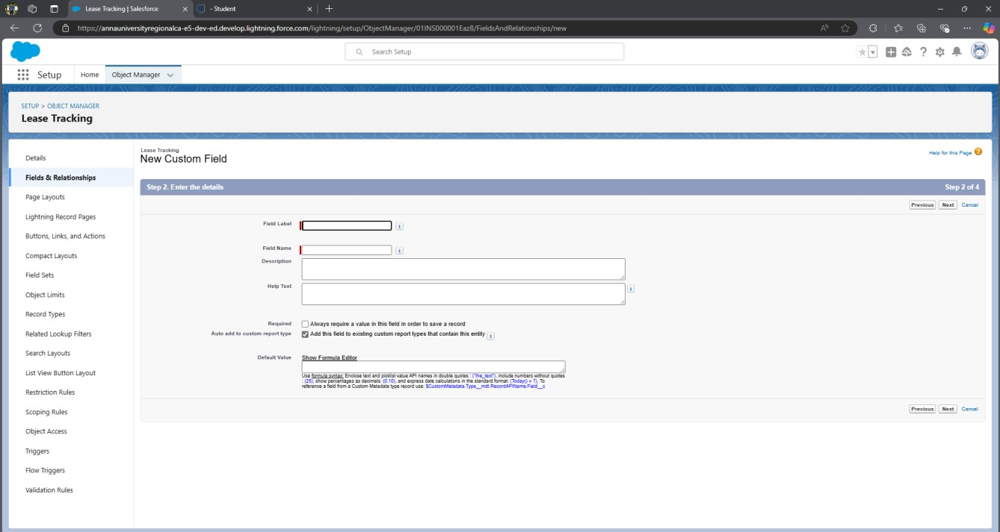 Lease Tracking | Salesforce
- Student
https://annauniversityregionalca-e5-dev-ed.develop.lightning.force.com/lightning/setup/ObjectManager/01INS000001Eaz8/FieldsAndRelationships/new
Search Setup
Setup
Home
Object Manager
SETUP > OBJECT MANAGER
Lease Tracking
Details
Fields & Relationships
Page Layouts
Lightning Record Pages
Buttons, Links, and Actions
Compact Layouts
Field Sets
Object Limits
Record Types
Related Lookup Filters
Search Layouts
List View Button Layout
Restriction Rules
Scoping Rules
Object Access
Triggers
Flow Triggers
Validation Rules
Lease Tracking
New Custom Field
Help for this Page
Step 2. Enter the details
Step 2 of 4
Previous Next Cancel
Field Label
Field Name
Description
Help Text
Required Always require a value in this field in order to save a record
Auto add to custom report type Add this field to existing custom report types that contain this entity
Default Value Show Formula Editor
Use formula syntax: Enclose text and picklist value API names in double quotes : ("the_text"), include numbers without quotes
: (25), show percentages as decimals: (0.10), and express date calculations in the standard format: (Today() + 7), To
reference a field from a Custom Metadata type record use: $CustomMetadata.Type__mdt.RecordAPIName.Field__c
Previous Next Cancel